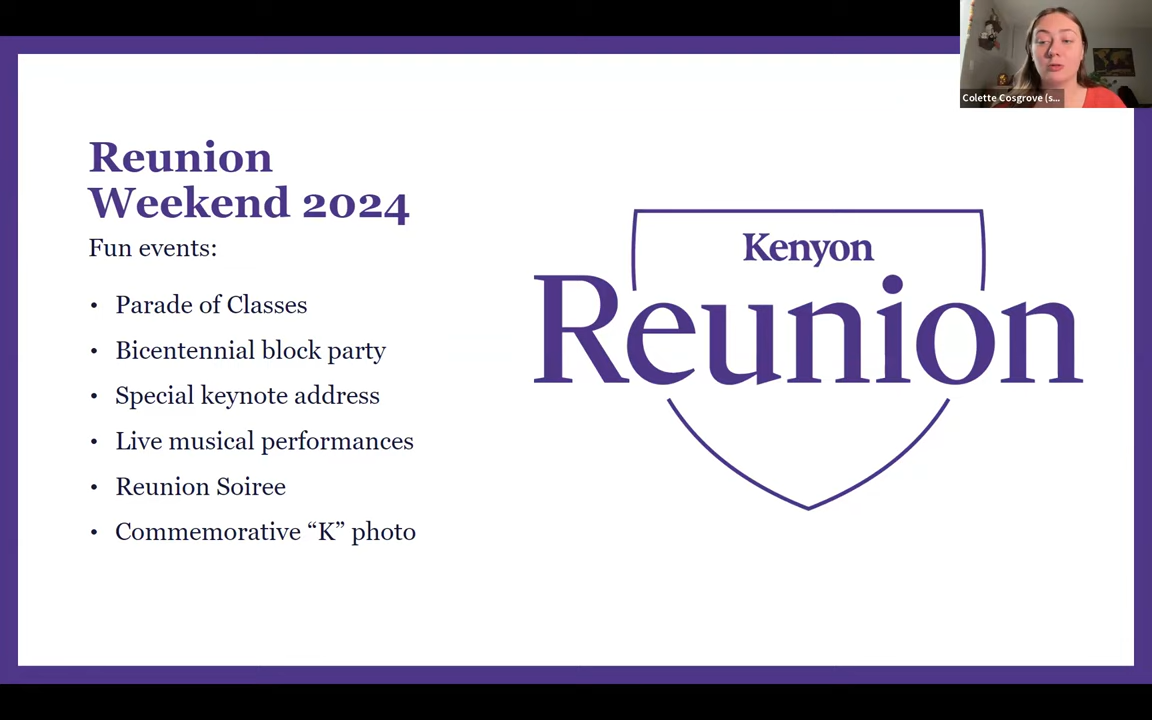 Colette Cosgrove (s...
Reunion
Weekend 2024
Fun events:
• Parade of Classes
• Bicentennial block party
• Special keynote address
• Live musical performances
• Reunion Soiree
• Commemorative “K” photo
Kenyon
Reunion